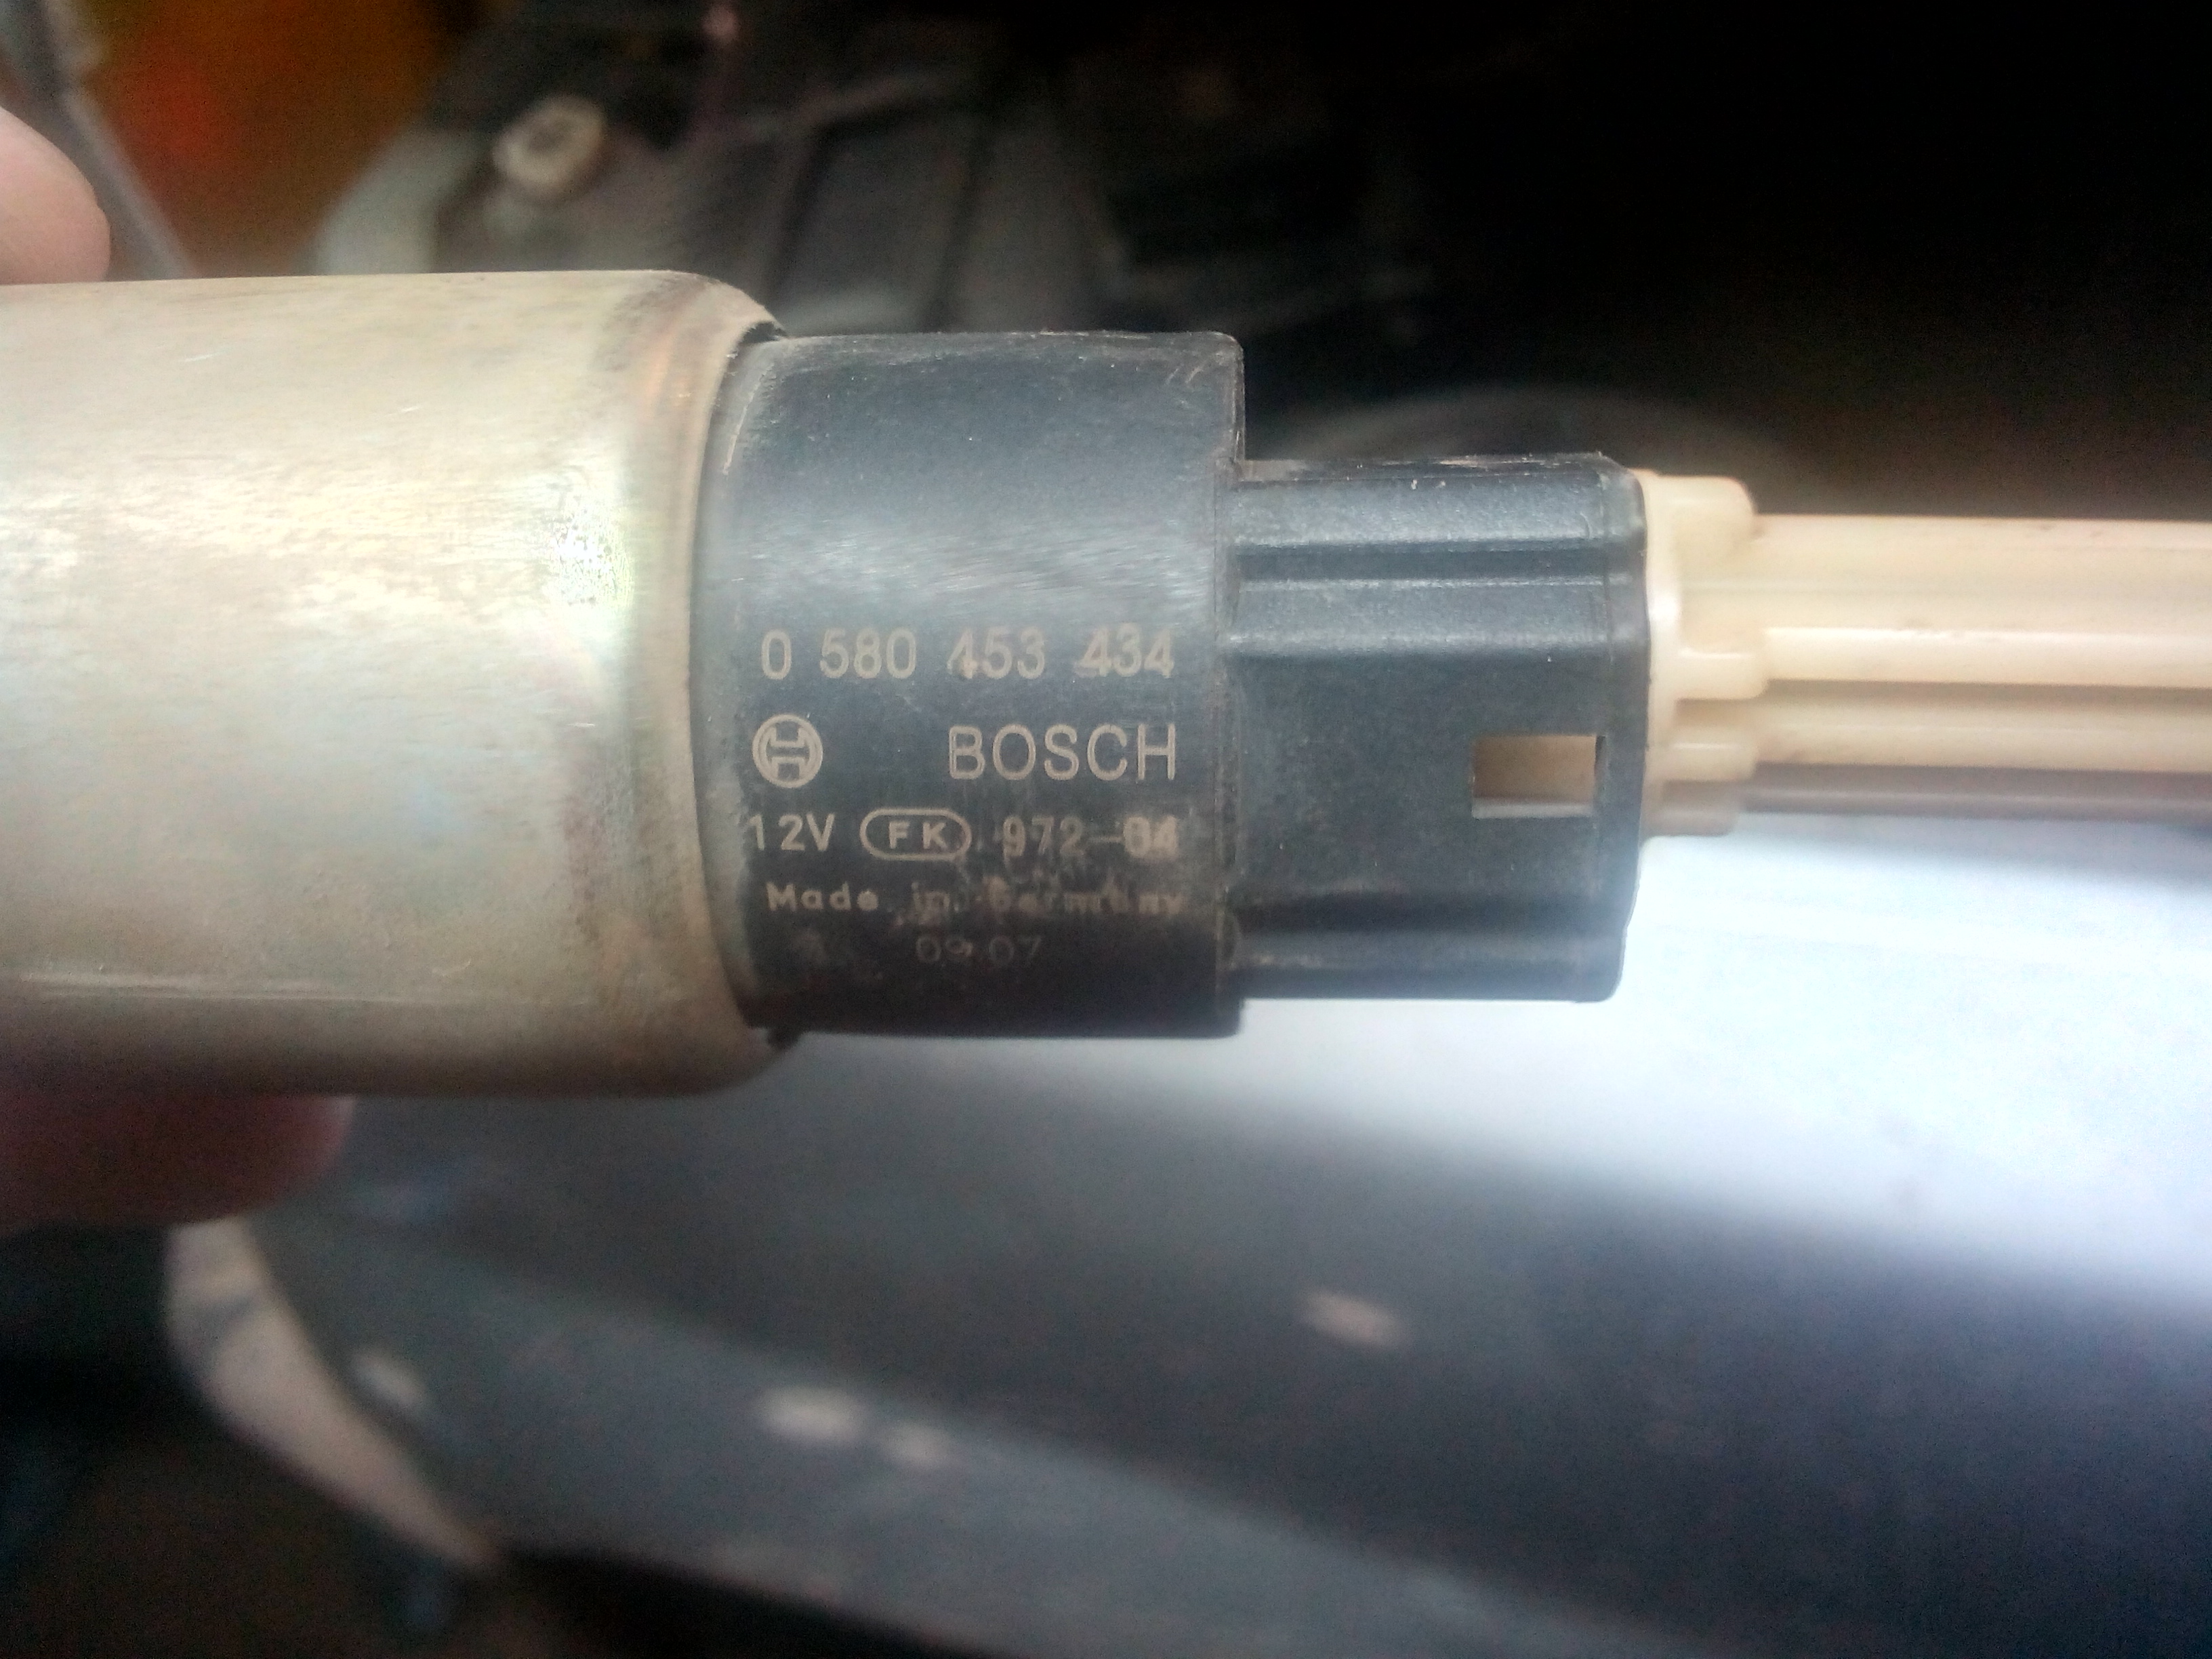 0 580 453 434
BOSCH
12V FK 972-04
Made in Germany
09.07